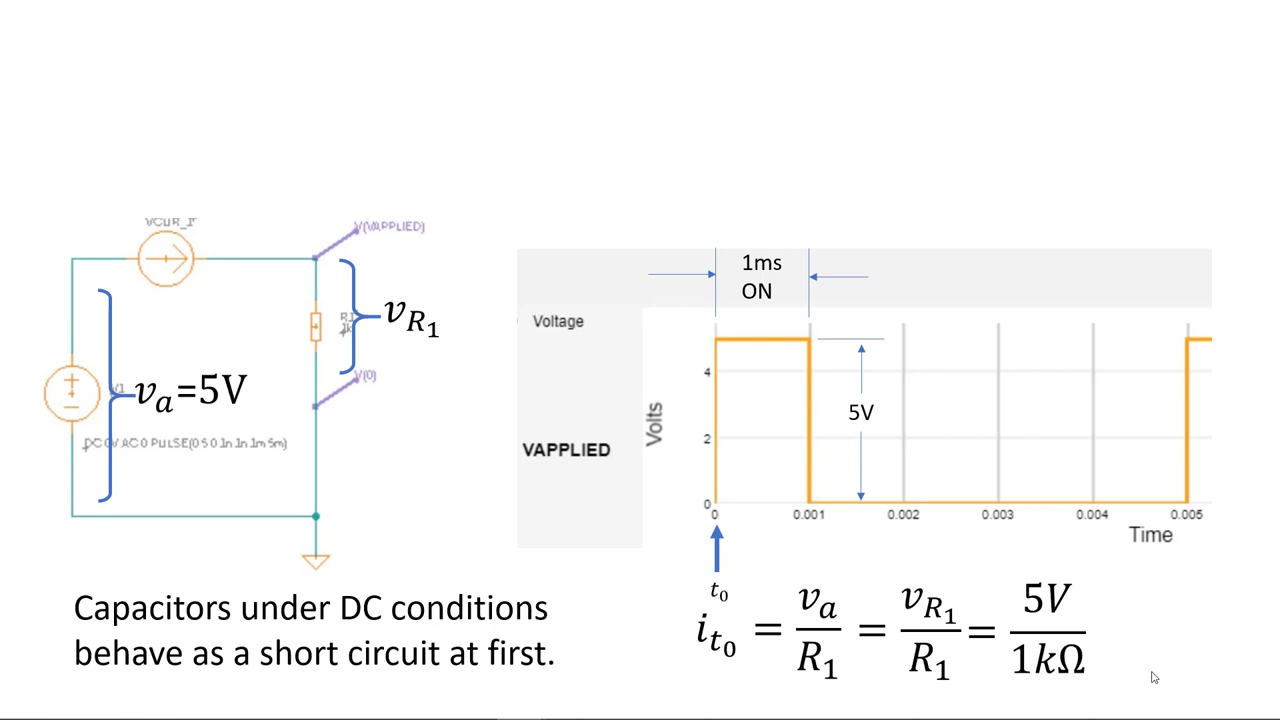 V(VAPPLIED)
R1
1k
v_{R_1}
V(0)
v_a=5V
DC 0V AC 0 PULSE(0 5 0 1n 1n 1m 5m)
1ms
ON
Voltage
VAPPLIED
Volts
4
2
0
5V
0 0.001 0.002 0.003 0.004 0.005
Time
t_0
i_{t_0} = v_a/R_1 = v_{R_1}/R_1 = 5V/1kΩ
Capacitors under DC conditions
behave as a short circuit at first.